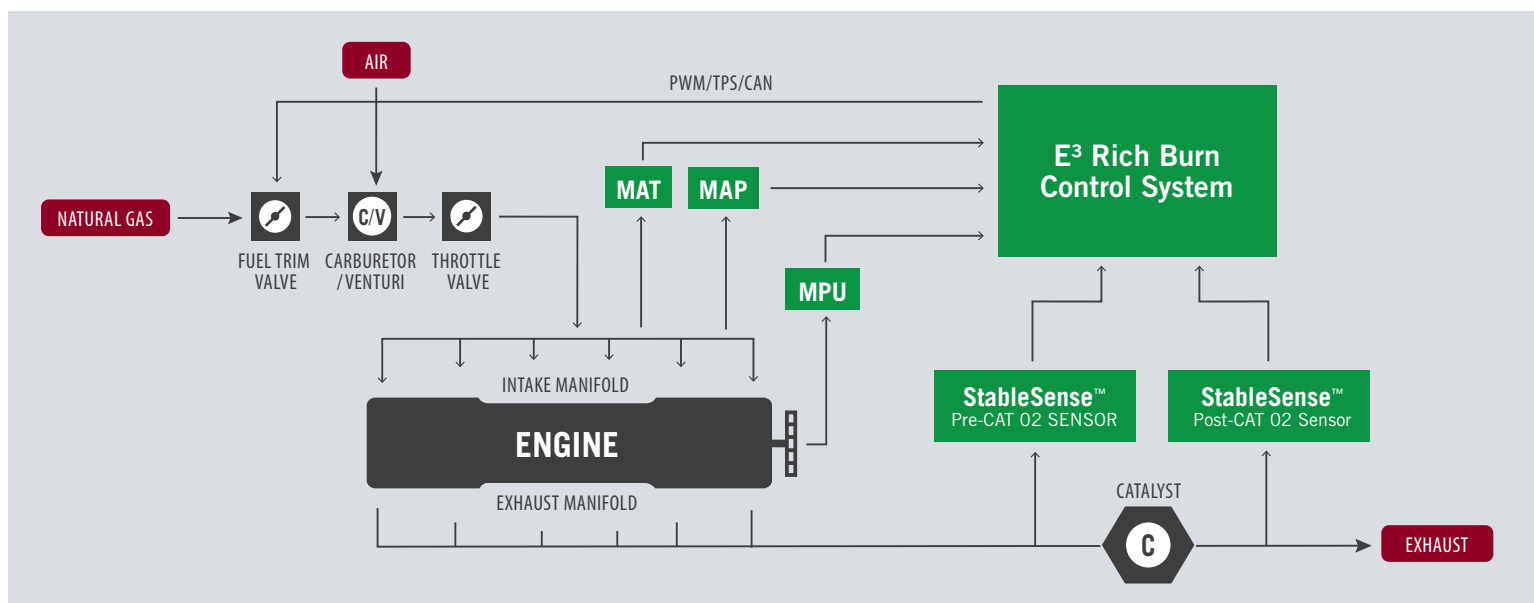 AIR
PWM/TPS/CAN
E³ Rich Burn
Control System
MAT
MAP
NATURAL GAS
C/V
FUEL TRIM
VALVE
CARBURETOR
/VENTURI
THROTTLE
VALVE
MPU
INTAKE MANIFOLD
ENGINE
EXHAUST MANIFOLD
StableSense™
Pre-CAT O2 SENSOR
StableSense™
Post-CAT O2 Sensor
CATALYST
C
EXHAUST